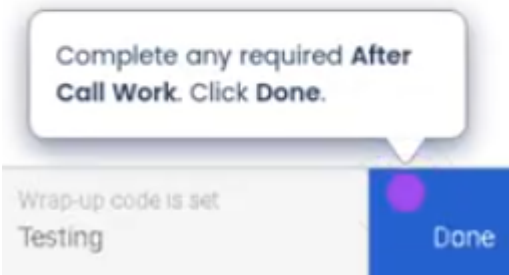 Complete any required After
Call Work. Click Done.
Wrap-up code is set
Testing
Done